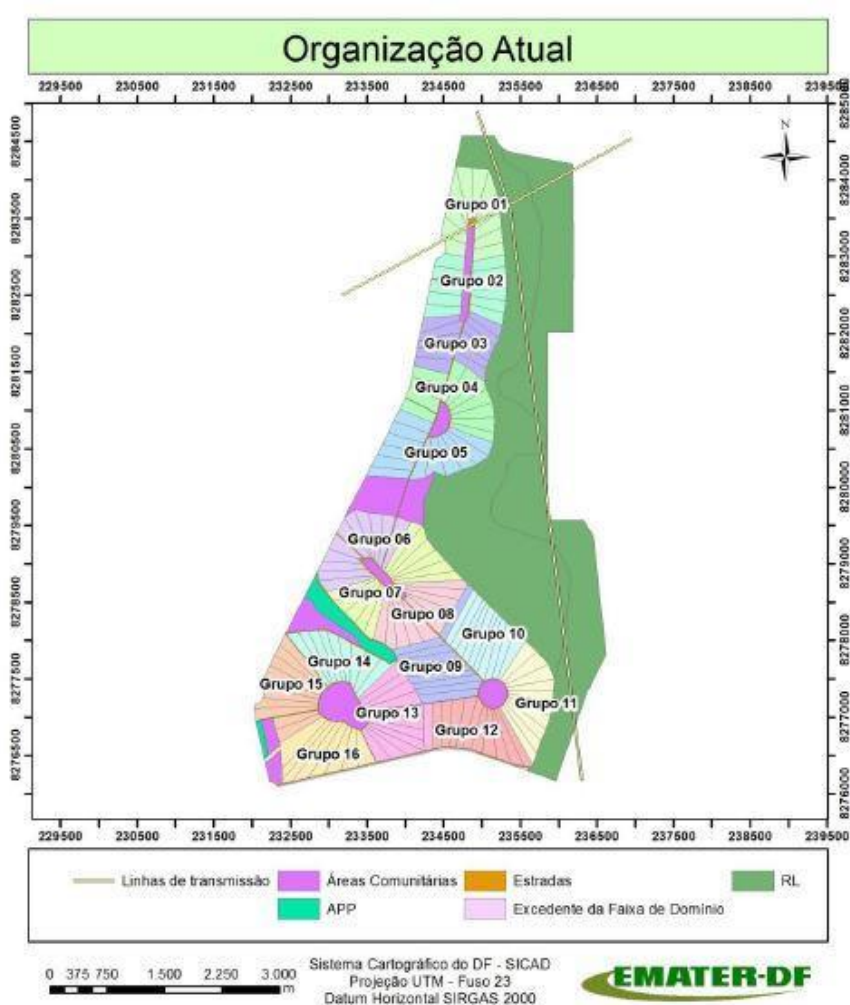 Organização Atual
229500 230500 231500 232500 233500 234500 235500 236500 237500 238500 239500
8284500
8283500
8282500
8281500
8280500
8279500
8278500
8277500
8276500
8285000
8284000
8283000
8282000
8281000
8280000
8279000
8278000
8277000
8276000
N
Grupo 01
Grupo 02
Grupo 03
Grupo 04
Grupo 05
Grupo 06
Grupo 07
Grupo 08
Grupo 10
Grupo 09
Grupo 14
Grupo 15
Grupo 11
Grupo 13
Grupo 12
Grupo 16
229500 230500 231500 232500 233500 234500 235500 236500 237500 238500 239500
Linhas de transmissão Áreas Comunitárias Estradas RL
APP Excedente da Faixa de Domínio
0 375 750 1.500 2.250 3.000
m
Sistema Cartográfico do DF - SICAD
Projeção UTM - Fuso 23
Datum Horizontal SIRGAS 2000
EMATER-DF